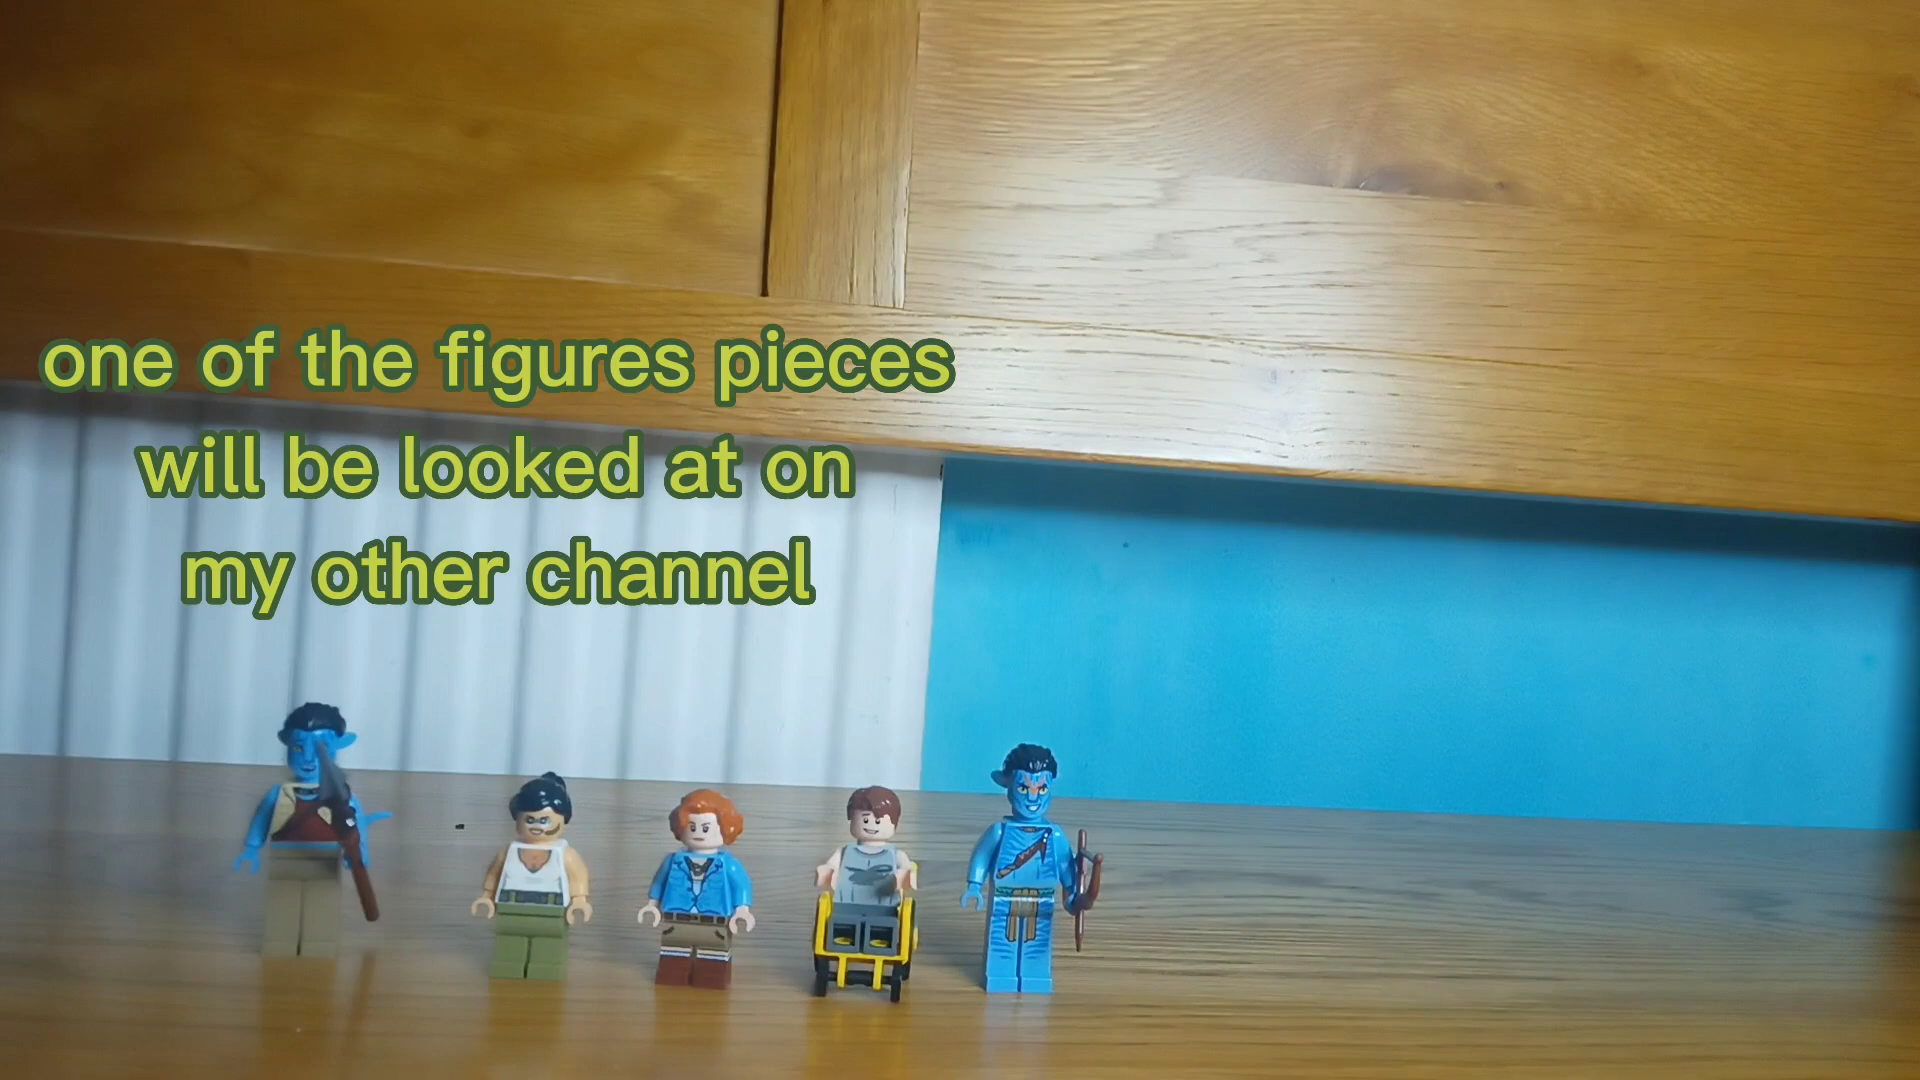 one of the figures pieces
will be looked at on
my other channel